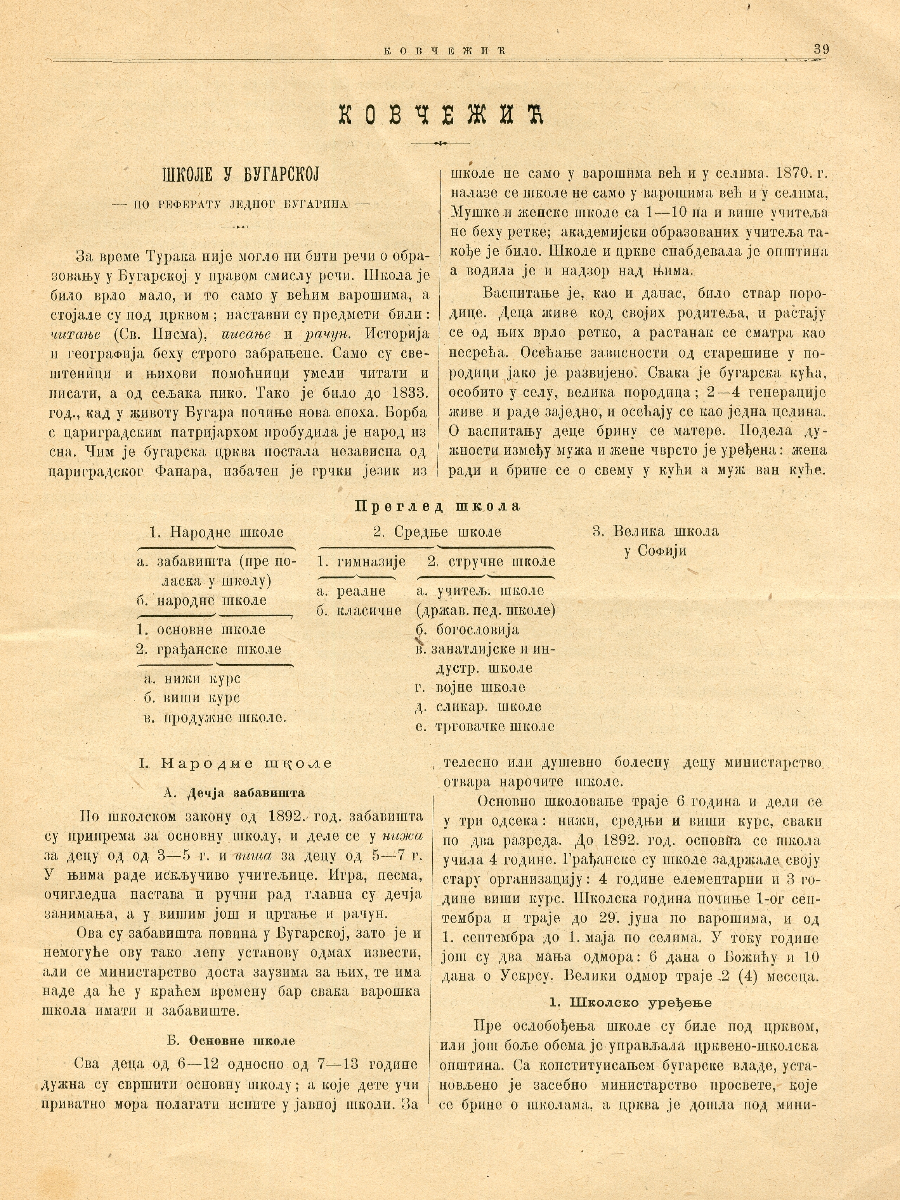 КОВЧЕЖИЋ 39
КОВЧЕЖИЋ
ШКОЛЕ У БУГАРСКОЈ
— ПО РЕФЕРАТУ ЈЕДНОГ БУГАРИНА —
За време Турака није могло ни бити речи о обра-
зовању у Бугарској у правом смислу речи. Школа је
било врло мало, и то само у већим варошима, а
стојале су под црквом; наставни су предмети били:
читање (Св. Писма), писање и рачун. Историја
и географија беху строго забрањене. Само су све-
штеници и њихови помоћници умели читати и
писати, а од сељака нико. Тако је било до 1833.
год., кад у животу Бугара почиње нова епоха. Борба
с цариградским патријархом пробудила је народ из
сна. Чим је бугарска црква постала независна од
цариградског Фанара, избачен је грчки језик из
школе не само у варошима већ и у селима. 1870. г.
налазе се школе не само у варошима већ и у селима,
Мушке и женске школе са 1—10 па и више учитеља
не беху ретке; академијски образованих учитеља та-
кође је било. Школе и цркве снабдевала је општина
а водила је и надзор над њима.
Васпитање је, као и данас, било ствар поро-
дице. Деца живе код својих родитеља, и растају
се од њих врло ретко, а растанак се сматра као
несрећа. Осећање зависности од старешине у по-
родици јако је развијено. Свака је бугарска кућа,
особито у селу, велика породица; 2—4 генерације
живе и раде заједно, и осећају се као једна целина.
О васпитању деце брину се матере. Подела ду-
жности између мужа и жене чврсто је уређена: жена
ради и брине се о свему у кући а муж ван куће.
Преглед школа
1. Народне школе
а. забавишта (пре по-
ласка у школу)
б. народне школе
1. основне школе
2. грађанске школе
а. нижи курс
б. виши курс
в. продужне школе.
2. Средње школе
1. гимназије 2. стручне школе
а. реалне
б. класичне
а. учитељ. школе
(држав. пед. школе)
б. богословија
в. занатлијске и ин-
дустр. школе
г. војне школе
д. сликар. школе
е. трговачке школе
3. Велика школа
у Софији
I. Народне школе
А. Дечја забавишта
По школском закону од 1892. год. забавишта
су припрема за основну школу, и деле се у нижа
за децу од од 3—5 г. и виша за децу од 5—7 г.
У њима раде искључиво учитељице. Игра, песма,
очигледна настава и ручни рад главна су дечја
занимања, а у вишим још и цртање и рачун.
Ова су забавишта новина у Бугарској, зато је и
немогуће ову тако лепу установу одмах извести,
али се министарство доста заузима за њих, те има
наде да ће у краћем времену бар свака варошка
школа имати и забавиште.
Б. Основне школе
Сва деца од 6—12 односно од 7—13 године
дужна су свршити основну школу; а које дете учи
приватно мора полагати испите у јавној школи. За
телесно или душевно болесну децу министарство
отвара нарочите школе.
Основно школовање траје 6 година и дели се
у три одсека: нижи, средњи и виши курс, сваки
по два разреда. До 1892. год. основна се школа
учила 4 године. Грађанске су школе задржале своју
стару организацију: 4 године елементарни и 3 го-
дине виши курс. Школска година почиње 1-ог сеп-
тембра и траје до 29. јуна по варошима, и од
1. септембра до 1. маја по селима. У току године
још су два мања одмора: 6 дана о Божићу и 10
дана о Ускрсу. Велики одмор траје 2 (4) месеца.
1. Школско уређење
Пре ослобођења школе су биле под црквом,
или још боље обема је управљала црквено-школска
општина. Са конституисањем бугарске владе, уста-
новљено је засебно министарство просвете, које
се брине о школама, а црква је дошла под мини-